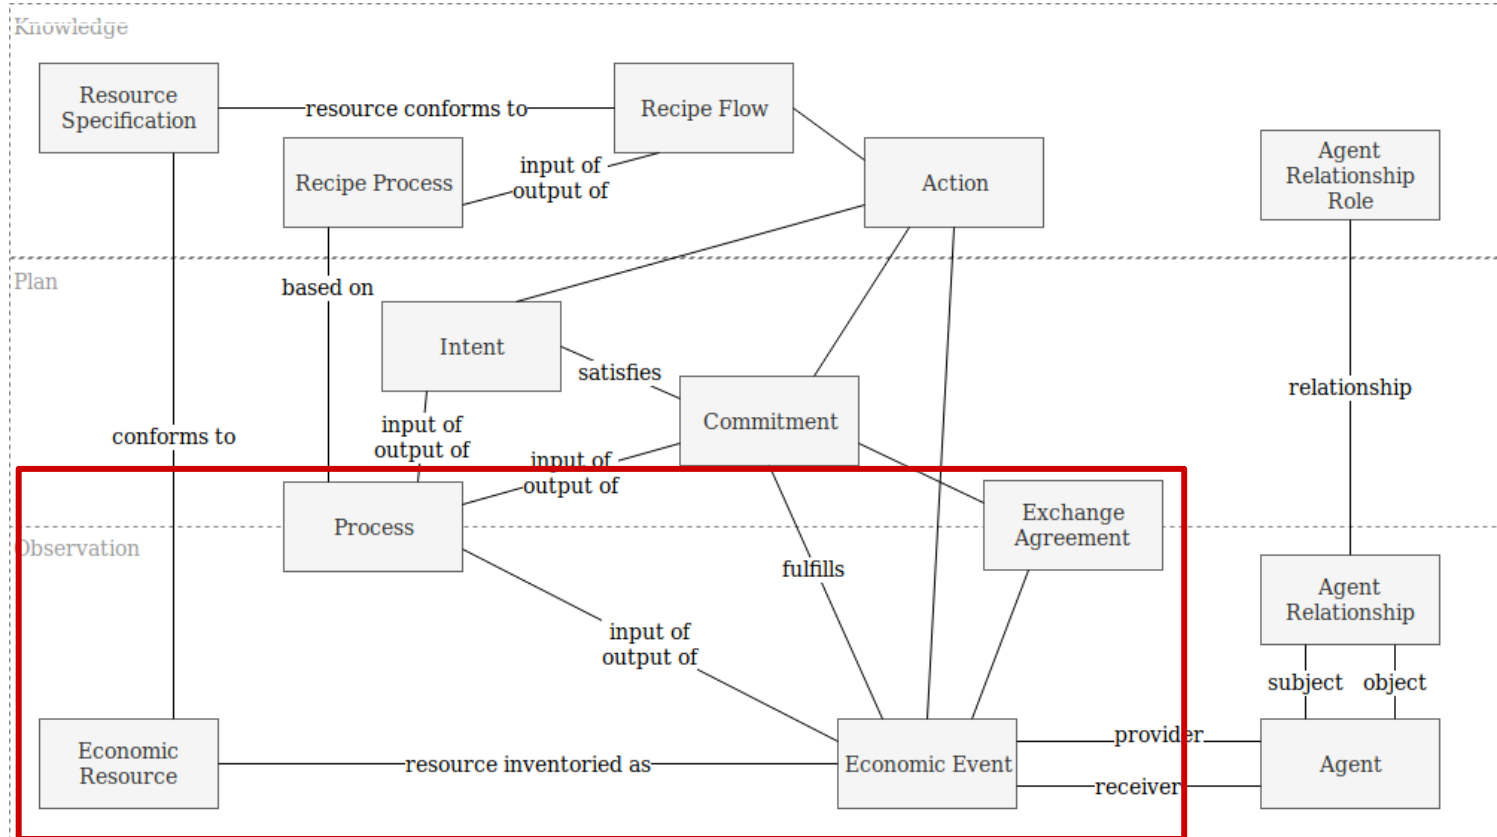 Knowledge
Resource
Specification
resource conforms to
Recipe Flow
Recipe Process
input of
output of
Action
Agent
Relationship
Role
Plan
based on
Intent
satisfies
Commitment
relationship
conforms to
input of
output of
input of
output of
Process
Exchange
Agreement
Observation
fulfills
Agent
Relationship
input of
output of
subject
object
Economic
Resource
resource inventoried as
Economic Event
provider
receiver
Agent